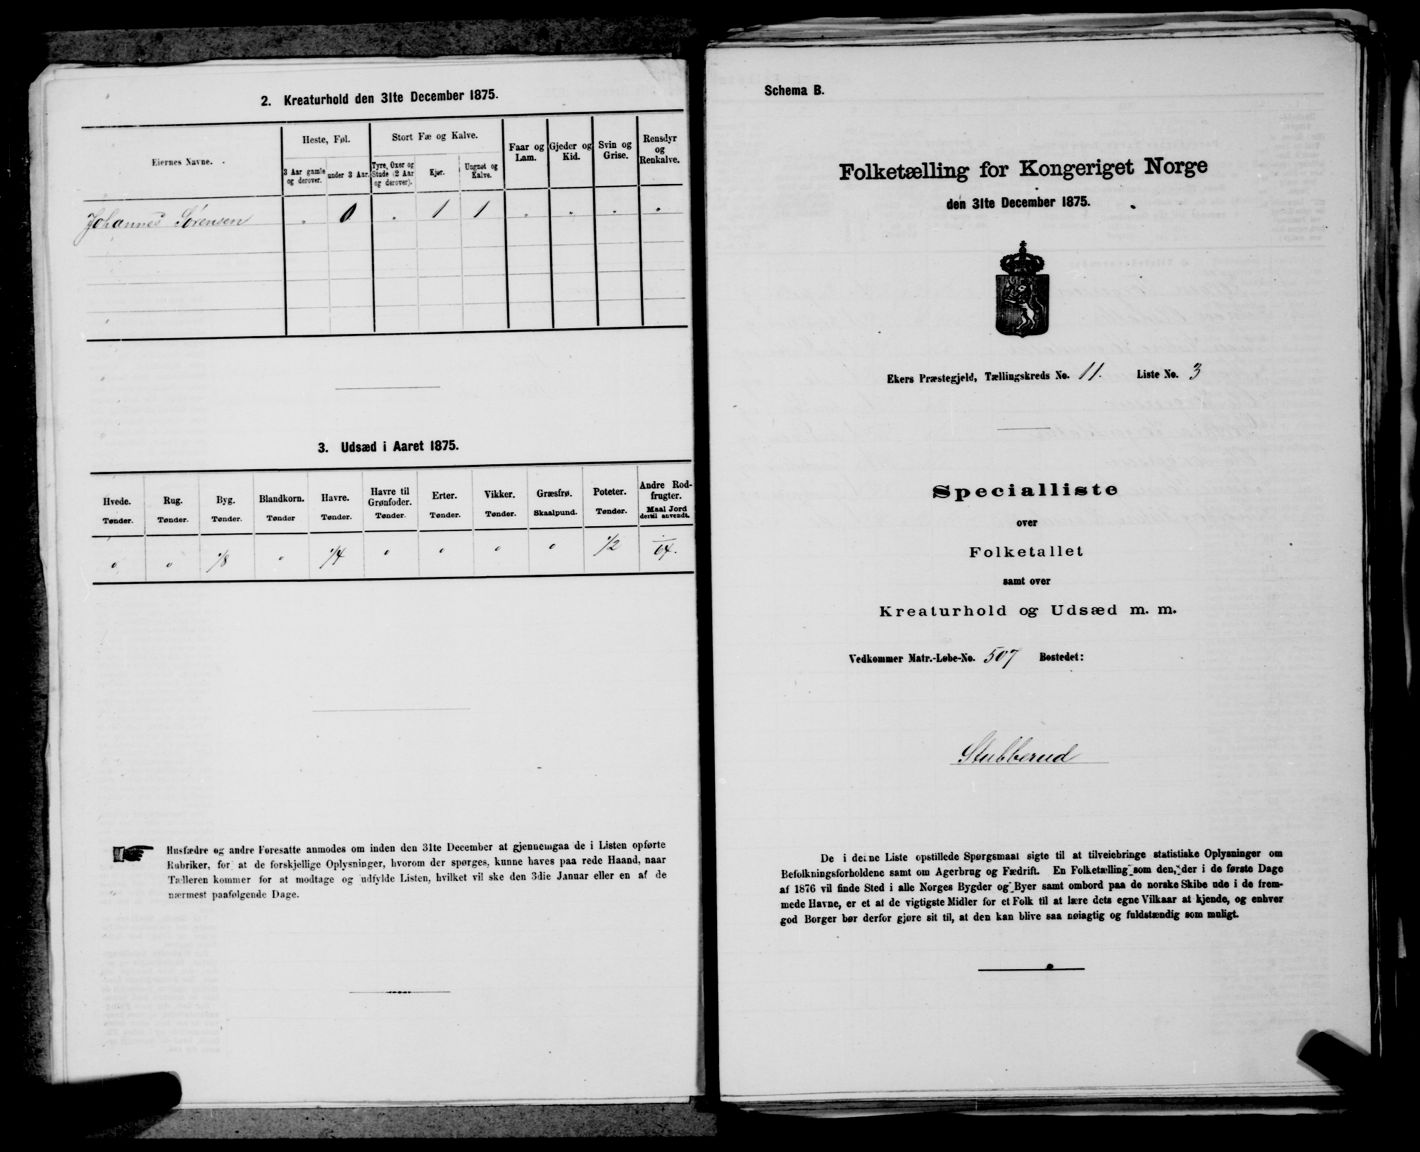 2. Kreaturhold den 31te December 1875.
Eiernes Navne.
Heste, Føl.
Stort Fæ og Kalve.
Faar og Lam.
Gjeder og Kid.
Svin og Grise.
Rensdyr og Renkalve.
3 Aar gamle og derover.
under 3 Aar.
Tyre, Oxer og Stude (2 Aar og derover).
Kjør.
Ungnøt og Kalve.
Johannes Sørensen . 0 . 1 1 . . . .
3. Udsæd i Aaret 1875.
Hvede. Rug. Byg. Blandkorn. Havre. Havre til Grønfoder. Erter. Vikker. Græsfrø. Poteter. Andre Rodfrugter.
Tønder. Tønder. Tønder. Tønder Tønder. Tønder. Tønder. Tønder. Skaalpund. Tønder. Maal Jord dertil anvendt.
" " 1/8 " 1/4 " " " " 1/2 1/64.
Husfædre og andre Foresatte anmodes om inden den 31te December at gjennemgaa de i Listen opførte
Rubriker, for at de forskjellige Oplysninger, hvorom der spørges, kunne haves paa rede Haand, naar
Tælleren kommer for at modtage og udfylde Listen, hvilket vil ske den 3die Januar eller en af de
nærmest paafølgende Dage.
Schema B.
Folketælling for Kongeriget Norge
den 31te December 1875.
Ekers Præstegjeld, Tællingskreds No. 11. Liste No. 3
Specialliste
over
Folketallet
samt over
Kreaturhold og Udsæd m. m.
Vedkommer Matr.-Løbe-No. 507 Bostedet:
Stubberud
De i denne Liste opstillede Spørgsmaal sigte til at tilveiebringe statistiske Oplysninger om
Befolkningsforholdene samt om Agerbrug og Fædrift. En Folketælling som den, der i de første Dage
af 1876 vil finde Sted i alle Norges Bygder og Byer samt ombord paa de norske Skibe ude i de frem-
mede Havne, er et af de vigtigste Midler for et Folk til at lære dets egne Vilkaar at kjende, og enhver
god Borger bør derfor gjøre sit til, at den kan blive saa nøiagtig og fuldstændig som muligt.